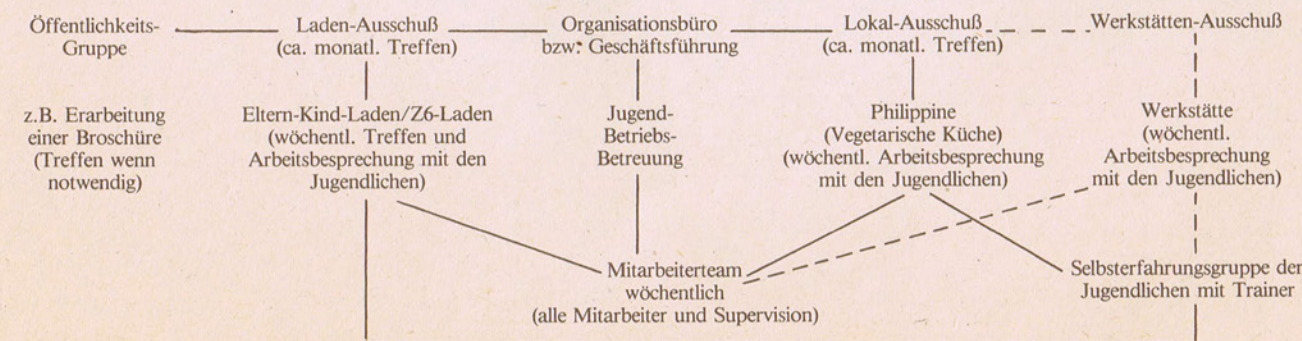 Öffentlichkeits-
Gruppe
Laden-Ausschuß
(ca. monatl. Treffen)
Organisationsbüro
bzw. Geschäftsführung
Lokal-Ausschuß
(ca. monatl. Treffen)
Werkstätten-Ausschuß
z.B. Erarbeitung
einer Broschüre
(Treffen wenn
notwendig)
Eltern-Kind-Laden/Z6-Laden
(wöchentl. Treffen und
Arbeitsbesprechung mit den
Jugendlichen)
Jugend-
Betriebs-
Betreuung
Philippine
(Vegetarische Küche)
(wöchentl. Arbeitsbesprechung
mit den Jugendlichen)
Werkstätte
(wöchentl.
Arbeitsbesprechung
mit den Jugendlichen)
Mitarbeiterteam
wöchentlich
(alle Mitarbeiter und Supervision)
Selbsterfahrungsgruppe der
Jugendlichen mit Trainer